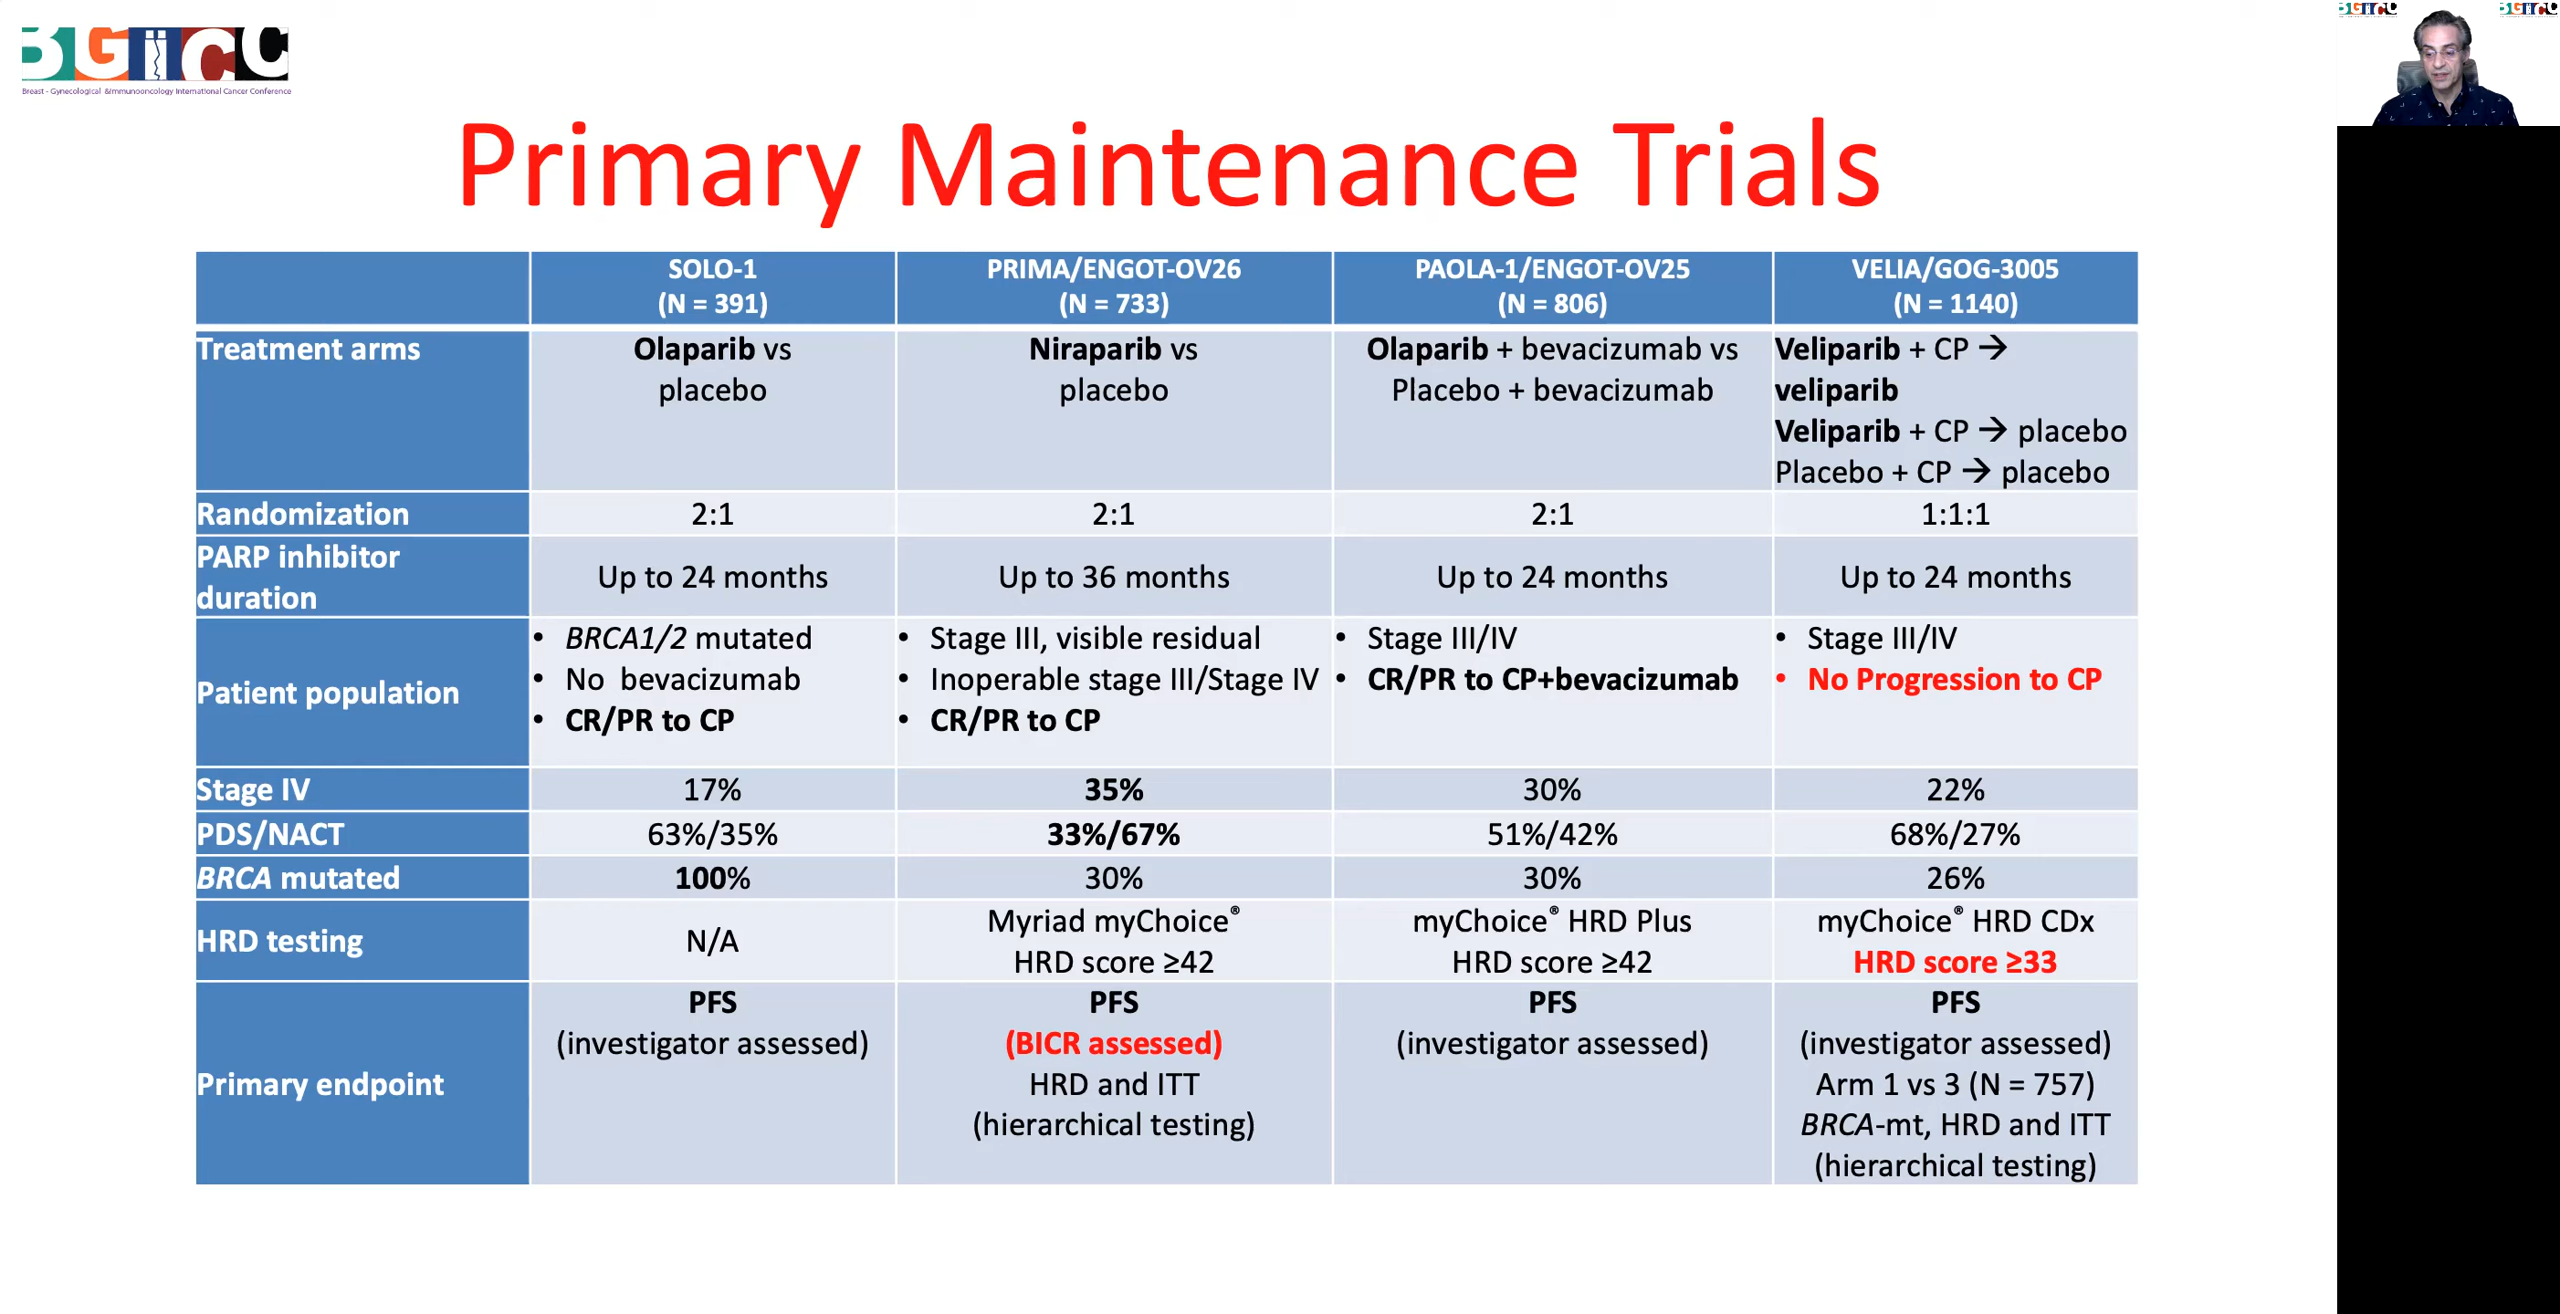 BGiCC
Breast - Gynecological &Immunooncology International Cancer Conference
BGiCC
BGiCC
Primary Maintenance Trials
SOLO-1
(N = 391)
PRIMA/ENGOT-OV26
(N = 733)
PAOLA-1/ENGOT-OV25
(N = 806)
VELIA/GOG-3005
(N = 1140)
Treatment arms
Olaparib vs
placebo
Niraparib vs
placebo
Olaparib + bevacizumab vs
Placebo + bevacizumab
Veliparib + CP →
veliparib
Veliparib + CP → placebo
Placebo + CP → placebo
Randomization
2:1
2:1
2:1
1:1:1
PARP inhibitor
duration
Up to 24 months
Up to 36 months
Up to 24 months
Up to 24 months
Patient population
• BRCA1/2 mutated
• No bevacizumab
• CR/PR to CP
• Stage III, visible residual
• Inoperable stage III/Stage IV
• CR/PR to CP
• Stage III/IV
• CR/PR to CP+bevacizumab
• Stage III/IV
• No Progression to CP
Stage IV
17%
35%
30%
22%
PDS/NACT
63%/35%
33%/67%
51%/42%
68%/27%
BRCA mutated
100%
30%
30%
26%
HRD testing
N/A
Myriad myChoice®
HRD score ≥42
myChoice® HRD Plus
HRD score ≥42
myChoice® HRD CDx
HRD score ≥33
Primary endpoint
PFS
(investigator assessed)
PFS
(BICR assessed)
HRD and ITT
(hierarchical testing)
PFS
(investigator assessed)
PFS
(investigator assessed)
Arm 1 vs 3 (N = 757)
BRCA-mt, HRD and ITT
(hierarchical testing)